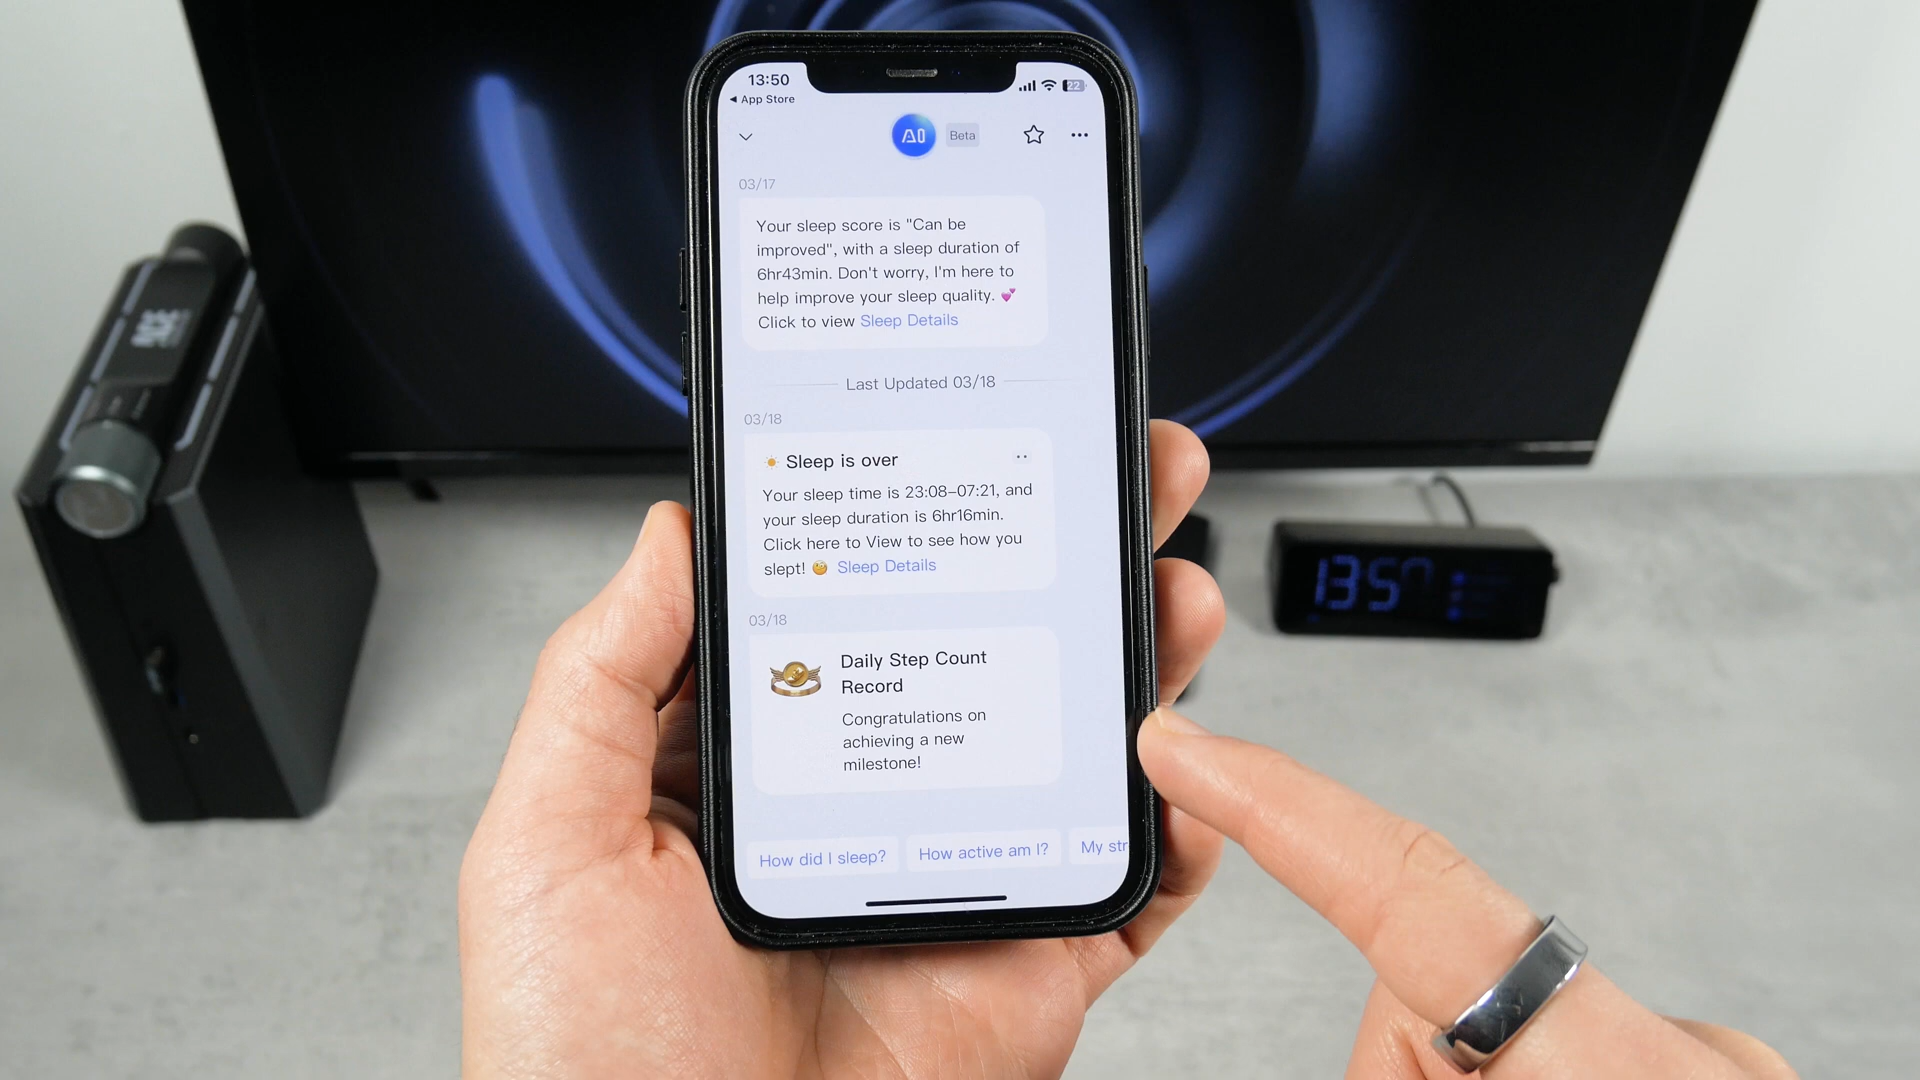 13:50
◄ App Store
22
AI
Beta
03/17
Your sleep score is "Can be
improved", with a sleep duration of
6hr43min. Don't worry, I'm here to
help improve your sleep quality. 💕
Click to view Sleep Details
Last Updated 03/18
03/18
Sleep is over
Your sleep time is 23:08–07:21, and
your sleep duration is 6hr16min.
Click here to View to see how you
slept! Sleep Details
03/18
Daily Step Count
Record
Congratulations on
achieving a new
milestone!
How did I sleep?
How active am I?
My str